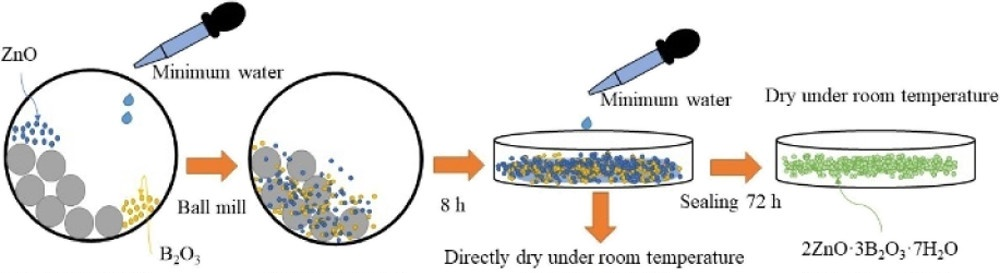 ZnO
Minimum water
B₂O₃
Ball mill
8 h
Minimum water
Directly dry under room temperature
Sealing 72 h
Dry under room temperature
2ZnO·3B₂O₃·7H₂O